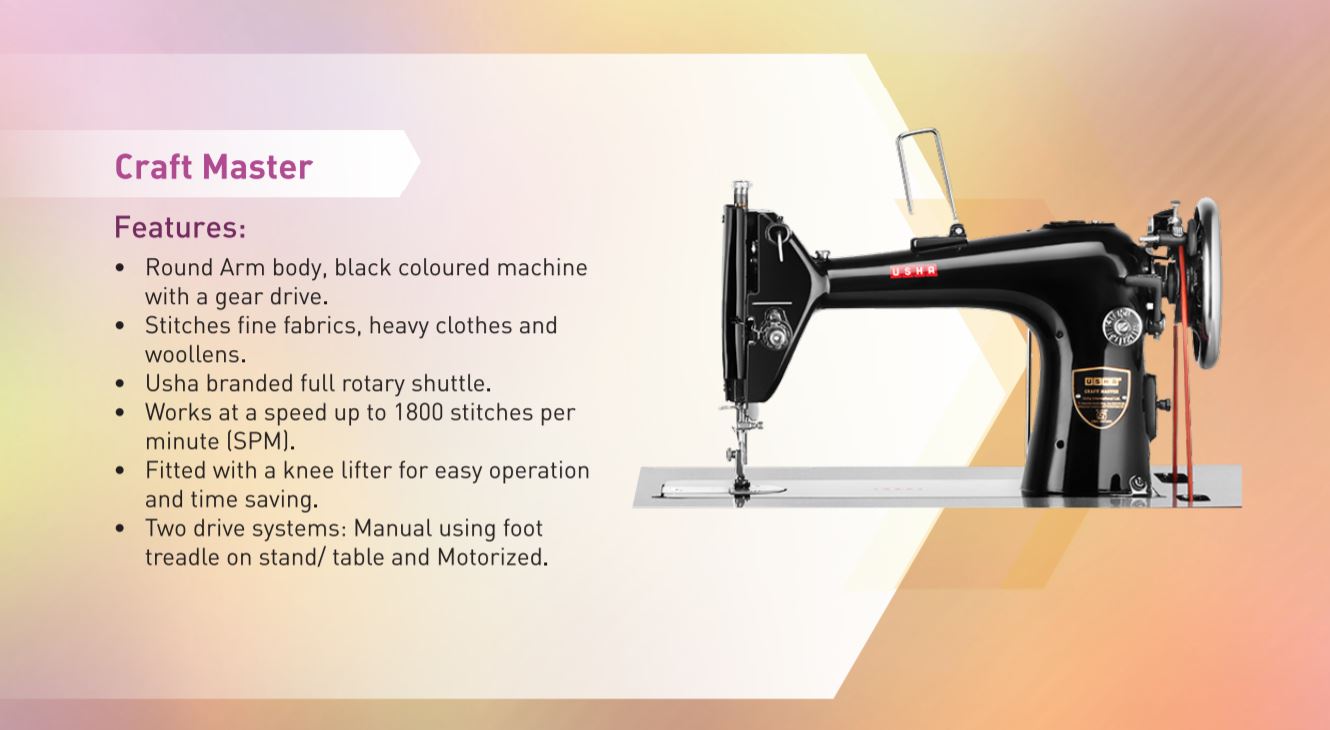 Craft Master
Features:
• Round Arm body, black coloured machine
with a gear drive.
• Stitches fine fabrics, heavy clothes and
woollens.
• Usha branded full rotary shuttle.
• Works at a speed up to 1800 stitches per
minute (SPM).
• Fitted with a knee lifter for easy operation
and time saving.
• Two drive systems: Manual using foot
treadle on stand/ table and Motorized.
USHA
USHA
CRAFT MASTER